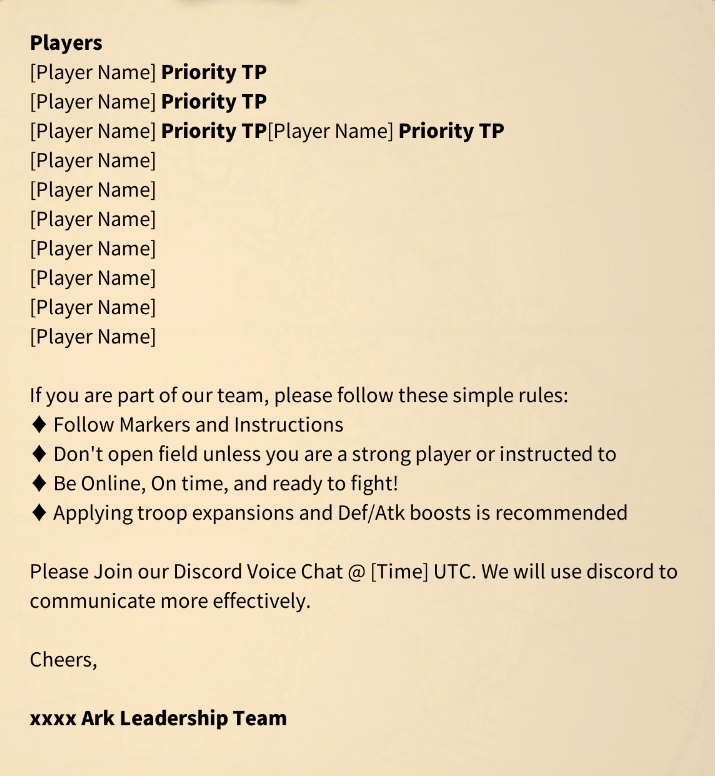 Players
[Player Name] Priority TP
[Player Name] Priority TP
[Player Name] Priority TP[Player Name] Priority TP
[Player Name]
[Player Name]
[Player Name]
[Player Name]
[Player Name]
[Player Name]
[Player Name]
If you are part of our team, please follow these simple rules:
♦ Follow Markers and Instructions
♦ Don't open field unless you are a strong player or instructed to
♦ Be Online, On time, and ready to fight!
♦ Applying troop expansions and Def/Atk boosts is recommended
Please Join our Discord Voice Chat @ [Time] UTC. We will use discord to
communicate more effectively.
Cheers,
xxxx Ark Leadership Team